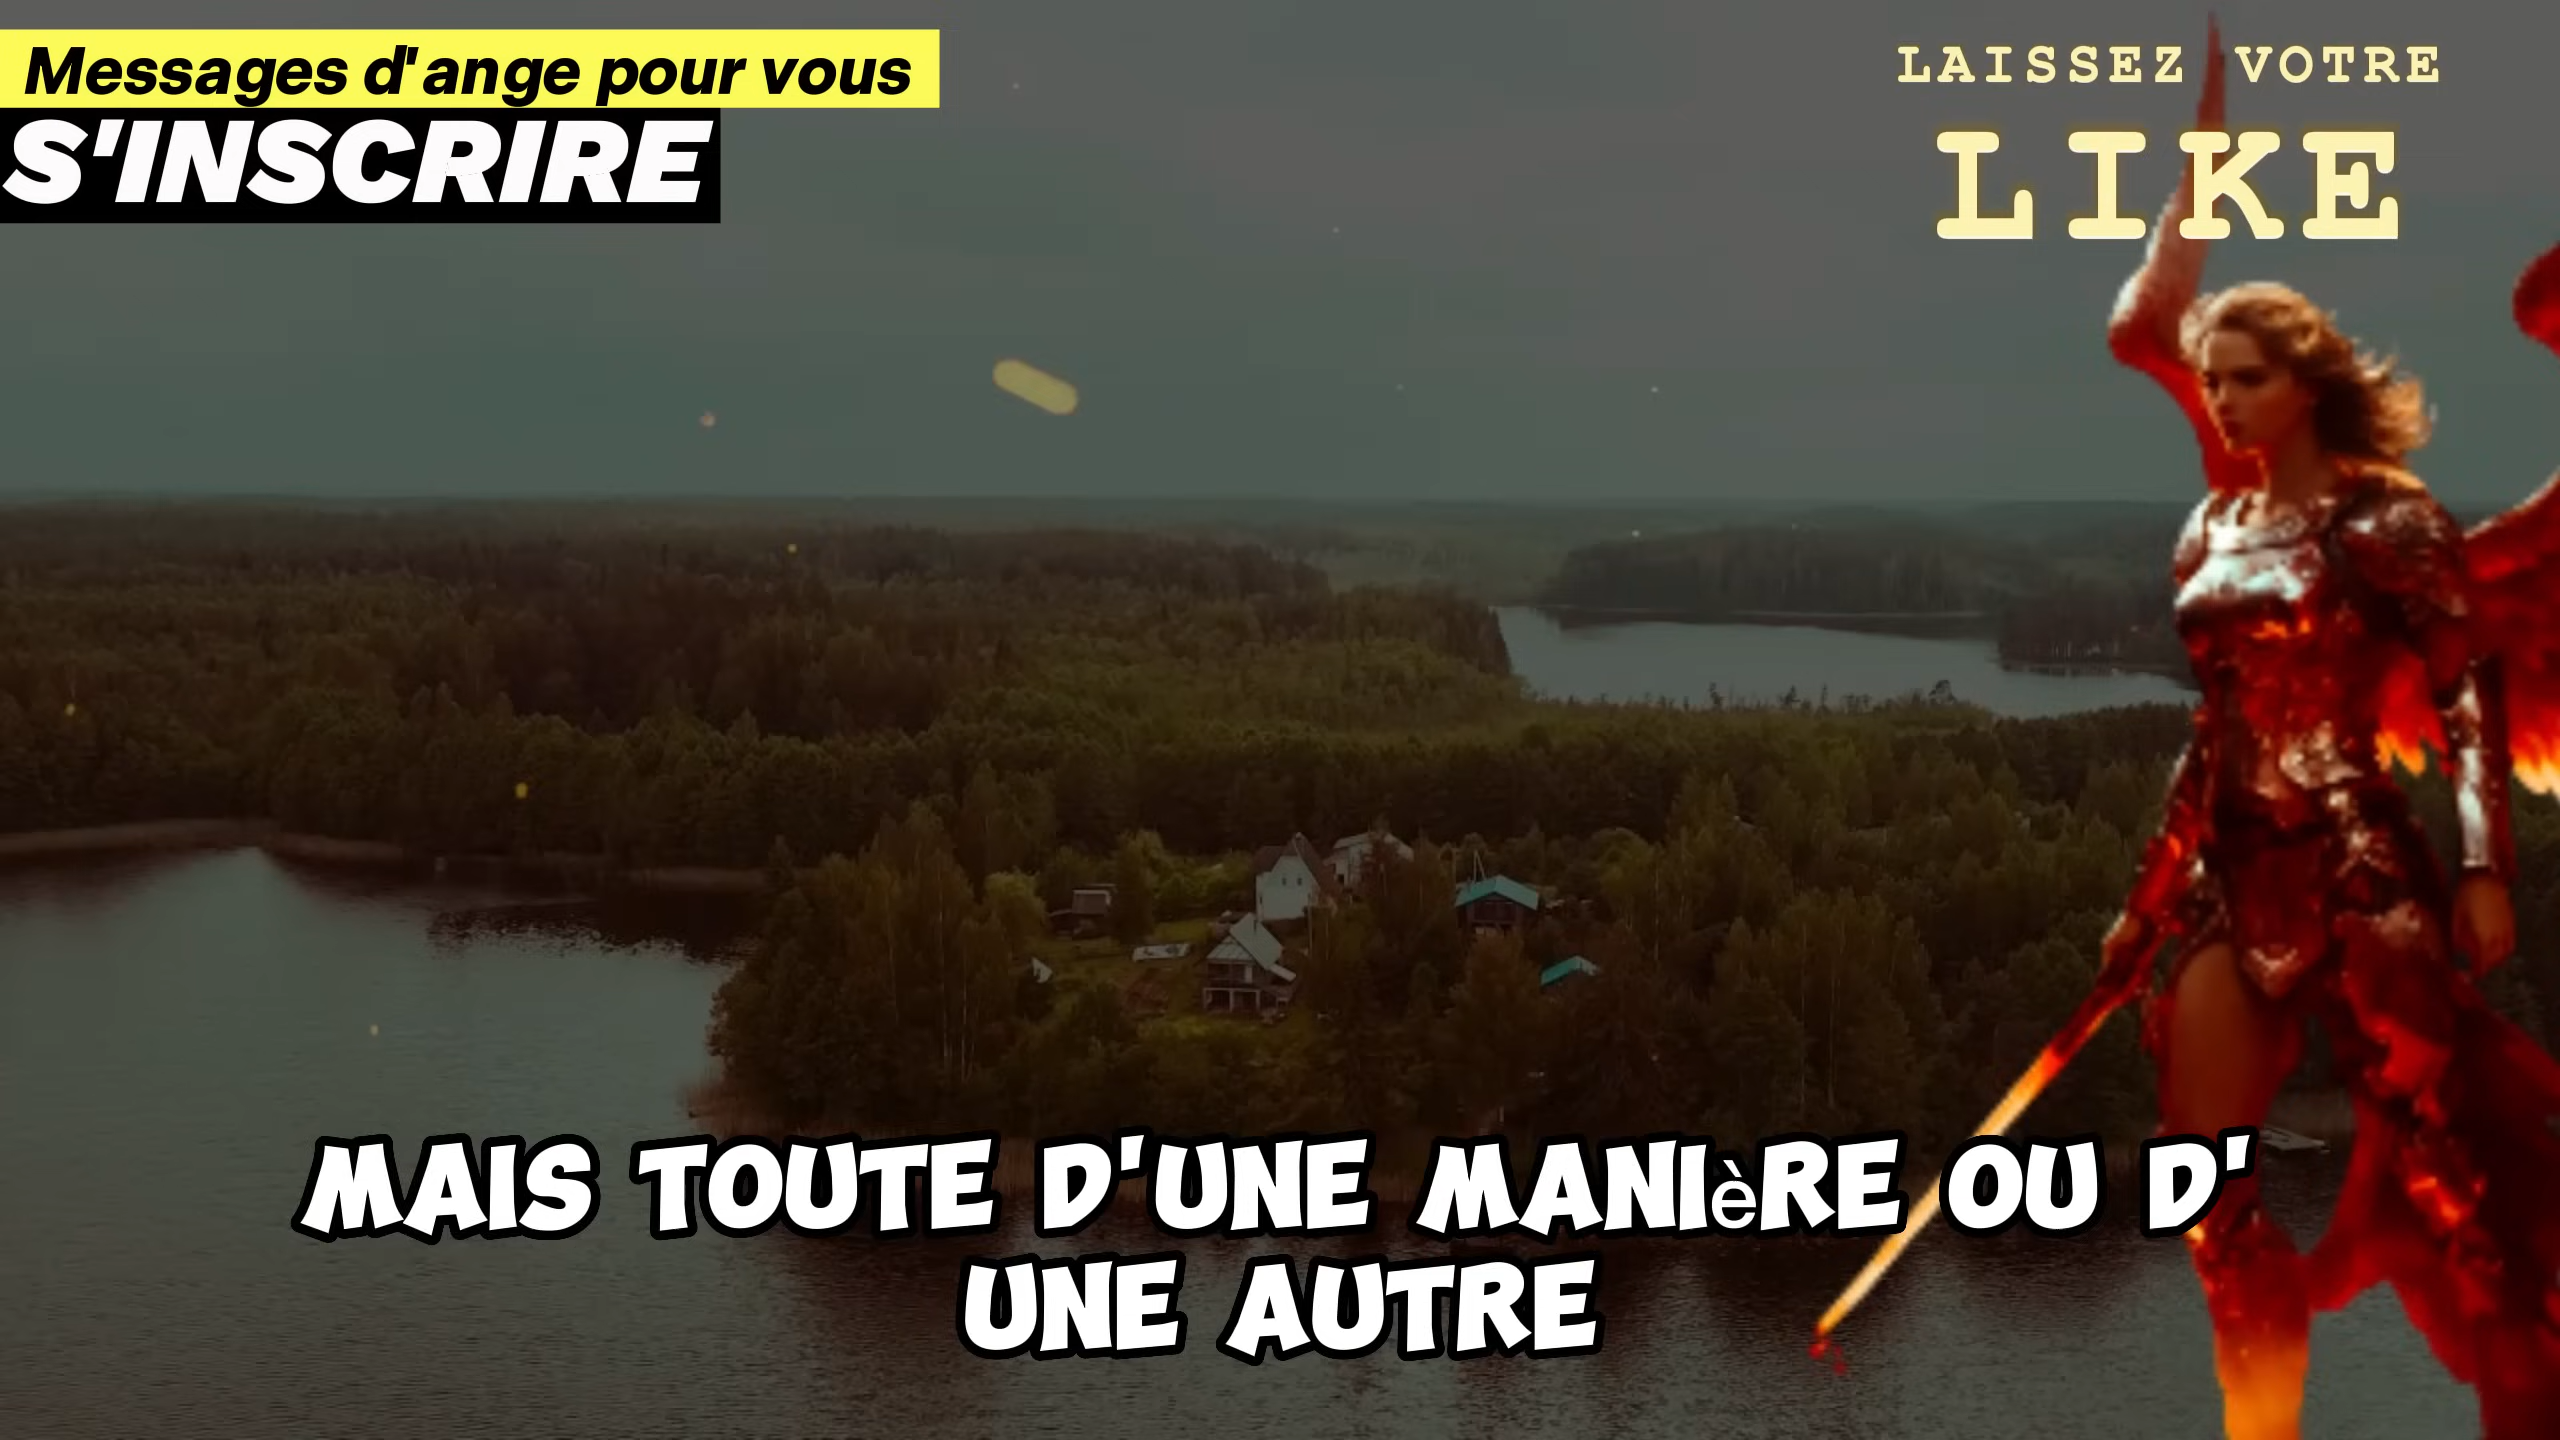 Messages d'ange pour vous
S'INSCRIRE
LAISSEZ VOTRE
LIKE
MAIS TOUTE D'UNE MANIèRE OU D'
UNE AUTRE